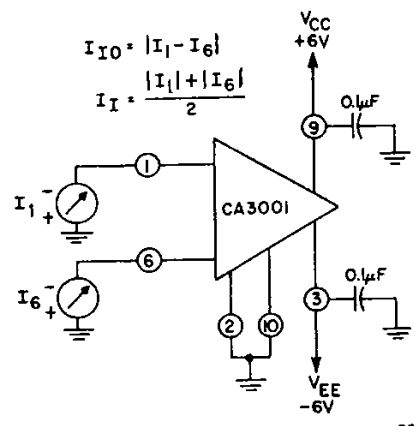 I_IO = |I_1 - I_6|
I_I = |I_1| + |I_6| / 2
V_CC
+6V
0.1µF
9
1
I_1
-
+
CA3001
6
I_6
-
+
0.1µF
2
10
3
V_EE
-6V